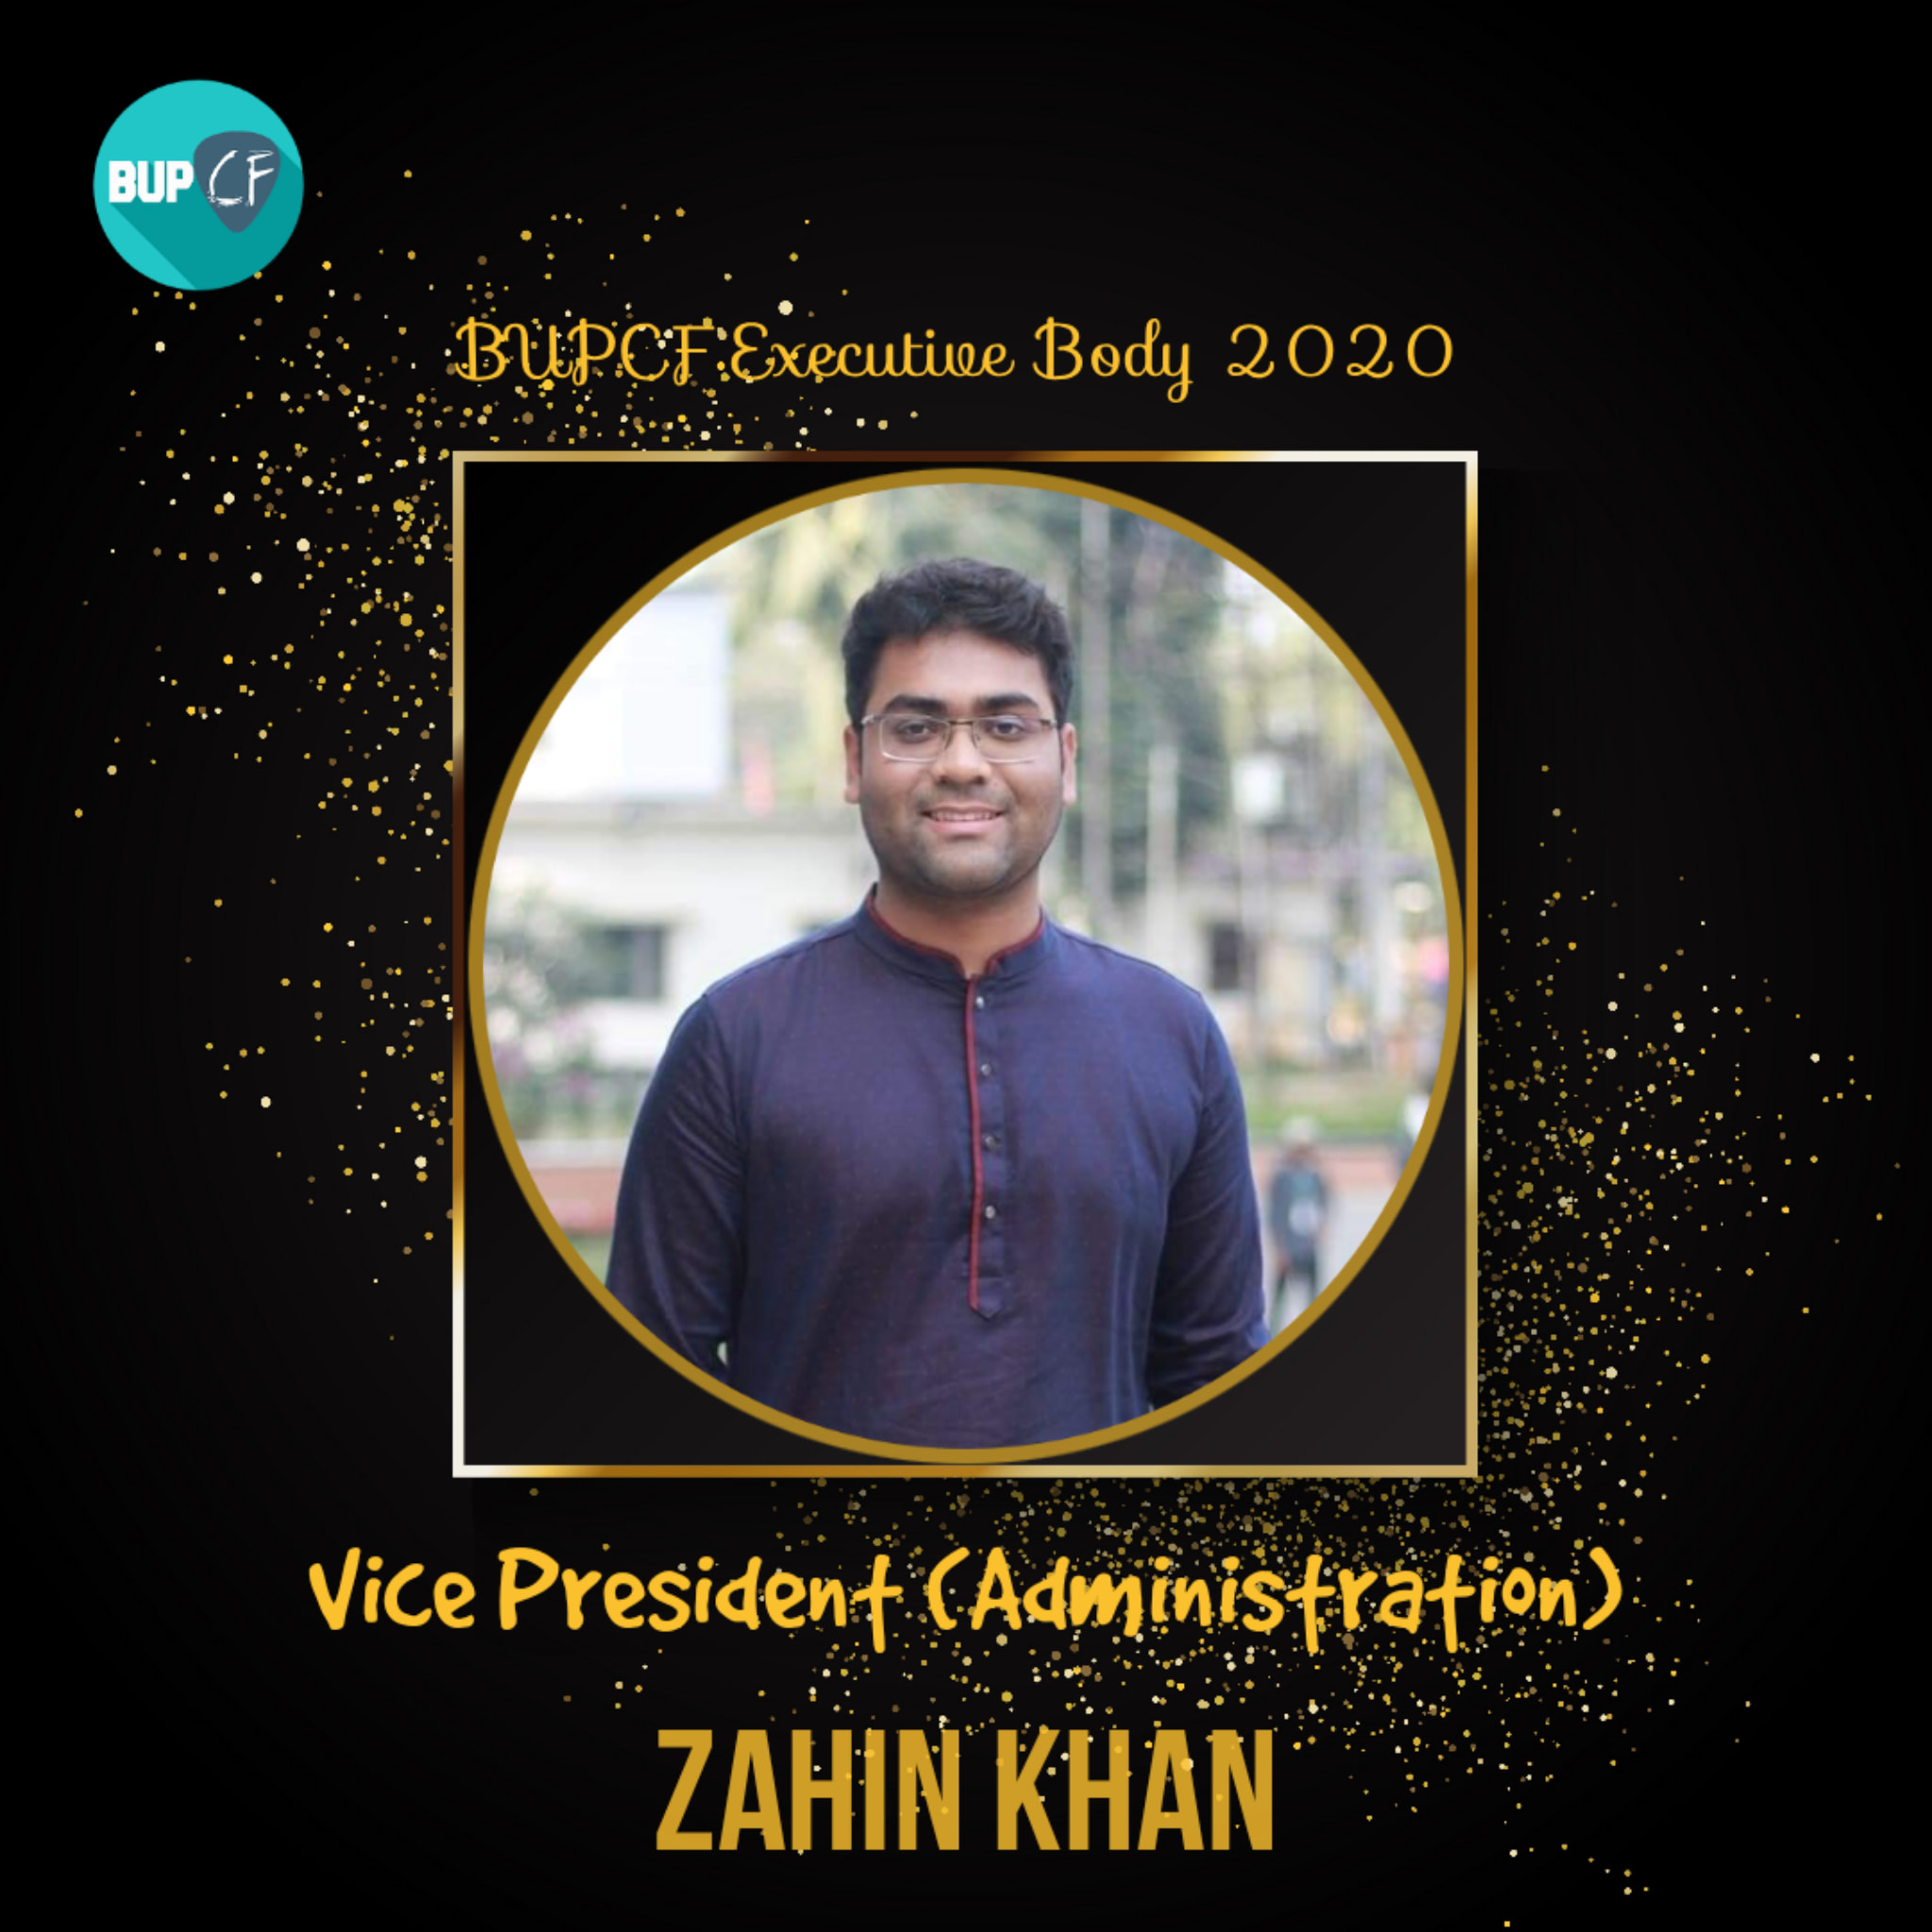 BUP CF
BUPCF Executive Body 2020
Vice President (Administration)
ZAHIN KHAN